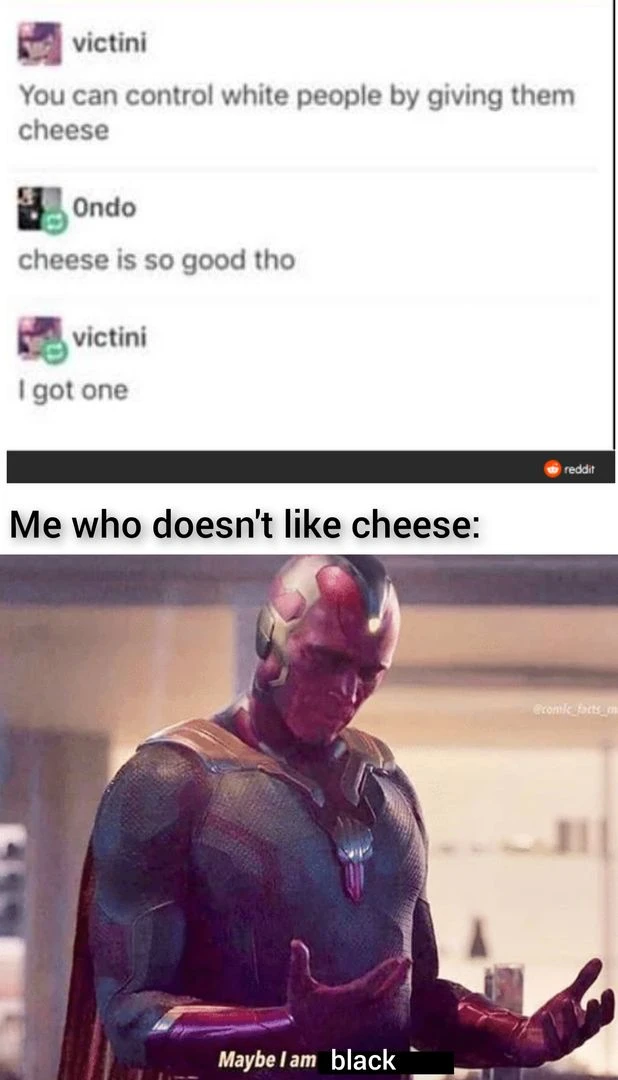 victini
You can control white people by giving them
cheese
Ondo
cheese is so good tho
victini
I got one
reddit
Me who doesn't like cheese:
@comic_facts_m
Maybe I am black